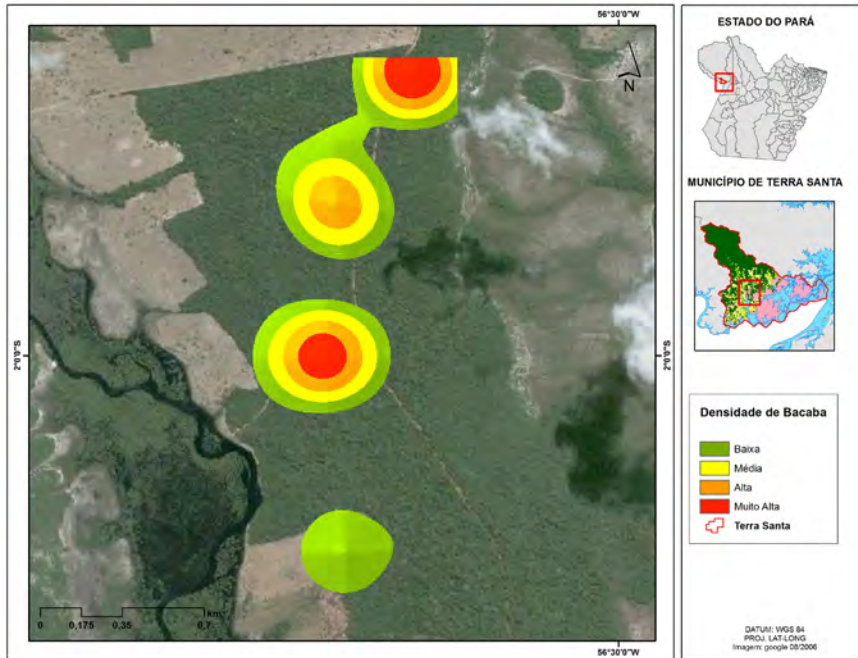 56°30'0"W
N
2°0'0"S
2°0'0"S
km
0 0,175 0,35 0,7
56°30'0"W
ESTADO DO PARÁ
MUNICÍPIO DE TERRA SANTA
Densidade de Bacaba
Baixa
Média
Alta
Muito Alta
Terra Santa
DATUM: WGS 84
PROJ. LAT-LONG
Imagem: google 08/2006